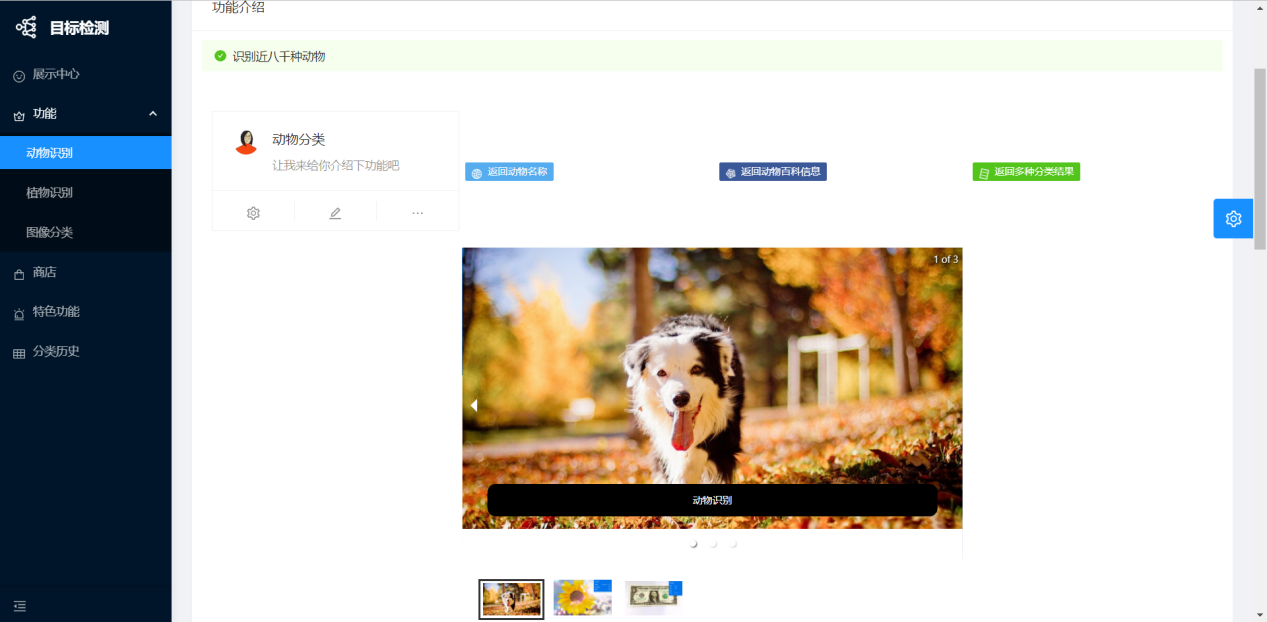 目标检测
展示中心
功能
动物识别
植物识别
图像分类
商店
特色功能
分类历史
功能介绍
识别近八千种动物
动物分类
让我来给你介绍下功能吧
返回动物名称
返回动物百科信息
返回多种分类结果
1 of 3
动物识别